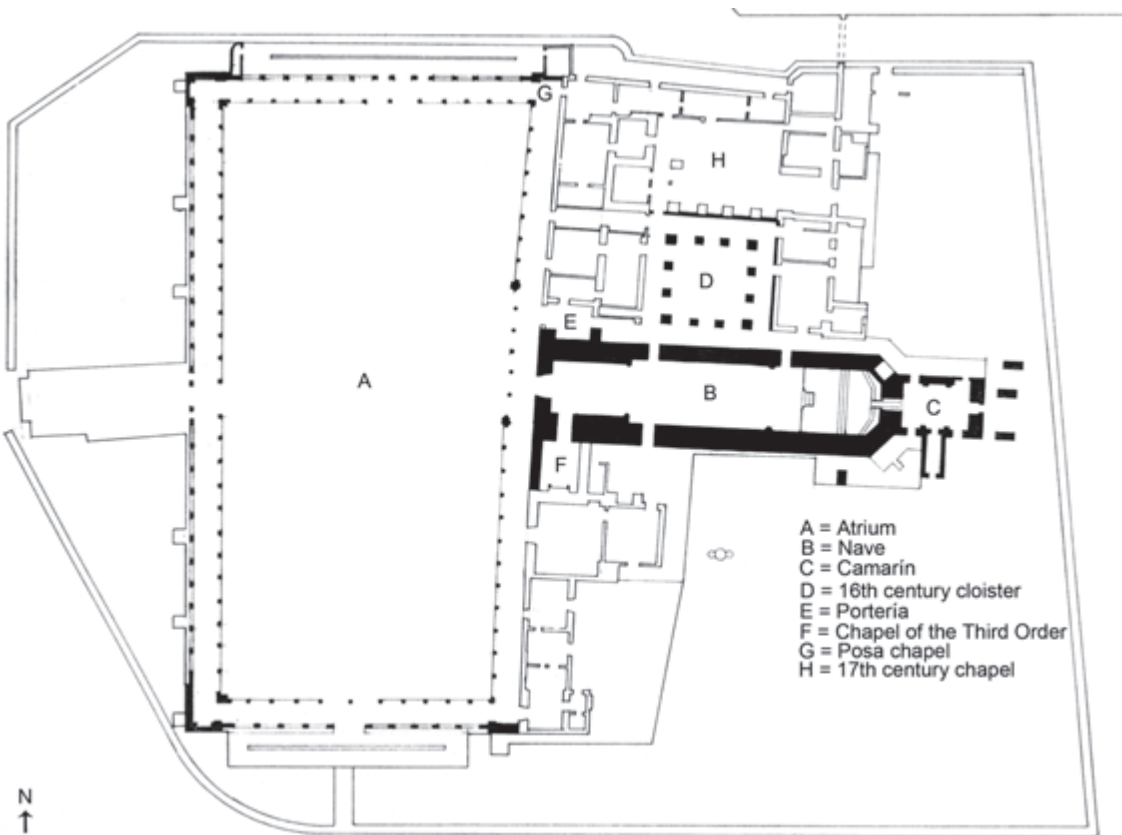 G
H
D
E
A
B
C
F
A = Atrium
B = Nave
C = Camarín
D = 16th century cloister
E = Portería
F = Chapel of the Third Order
G = Posa chapel
H = 17th century chapel
N